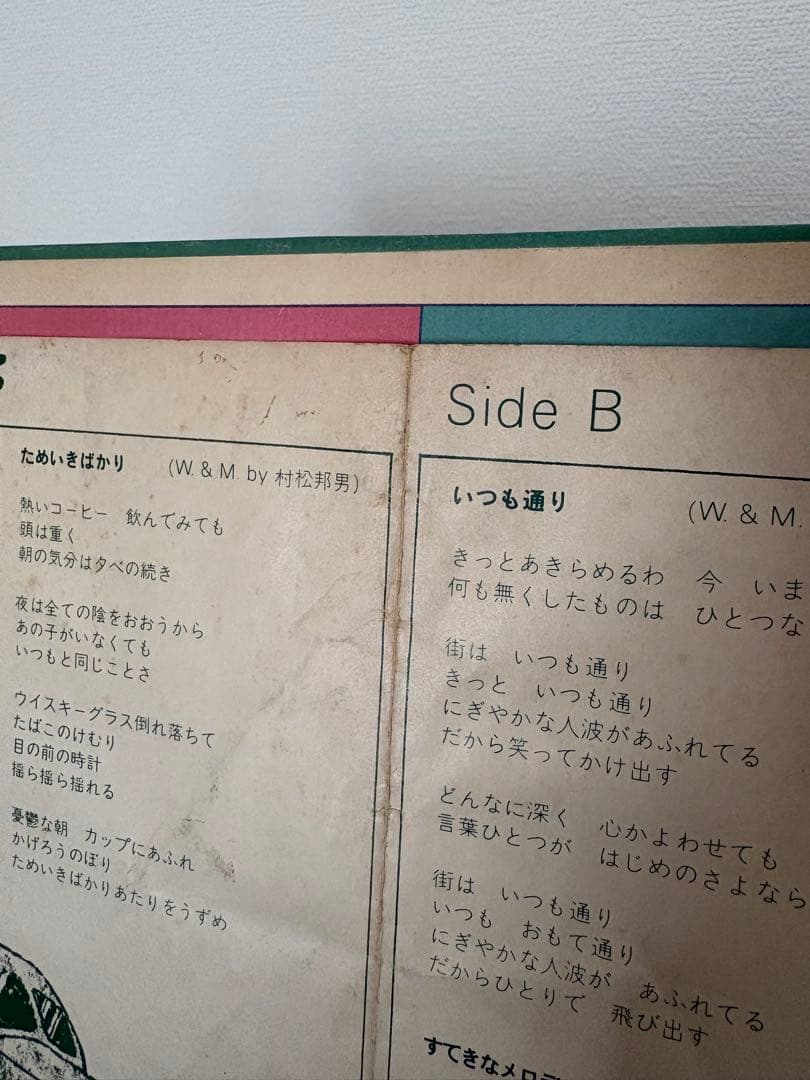 ためいきばかり (W. & M. by 村松邦男)
熱いコーヒー 飲んでみても
頭は重く
朝の気分は夕べの続き
夜は全ての陰をおおうから
あの子がいなくても
いつもと同じことさ
ウイスキーグラス倒れ落ちて
たばこのけむり
目の前の時計
揺ら揺ら揺れる
憂鬱な朝 カップにあふれ
かげろうのぼり
ためいきばかりあたりをうずめ
Side B
いつも通り (W. & M.
きっとあきらめるわ 今 いま
何も無くしたものは ひとつな
街は いつも通り
きっと いつも通り
にぎやかな人波があふれてる
だから笑ってかけ出す
どんなに深く 心かよわせても
言葉ひとつが はじめのさよなら
街は いつも通り
いつも おもて通り
にぎやかな人波が あふれてる
だからひとりで 飛び出す
すてきなメロデ